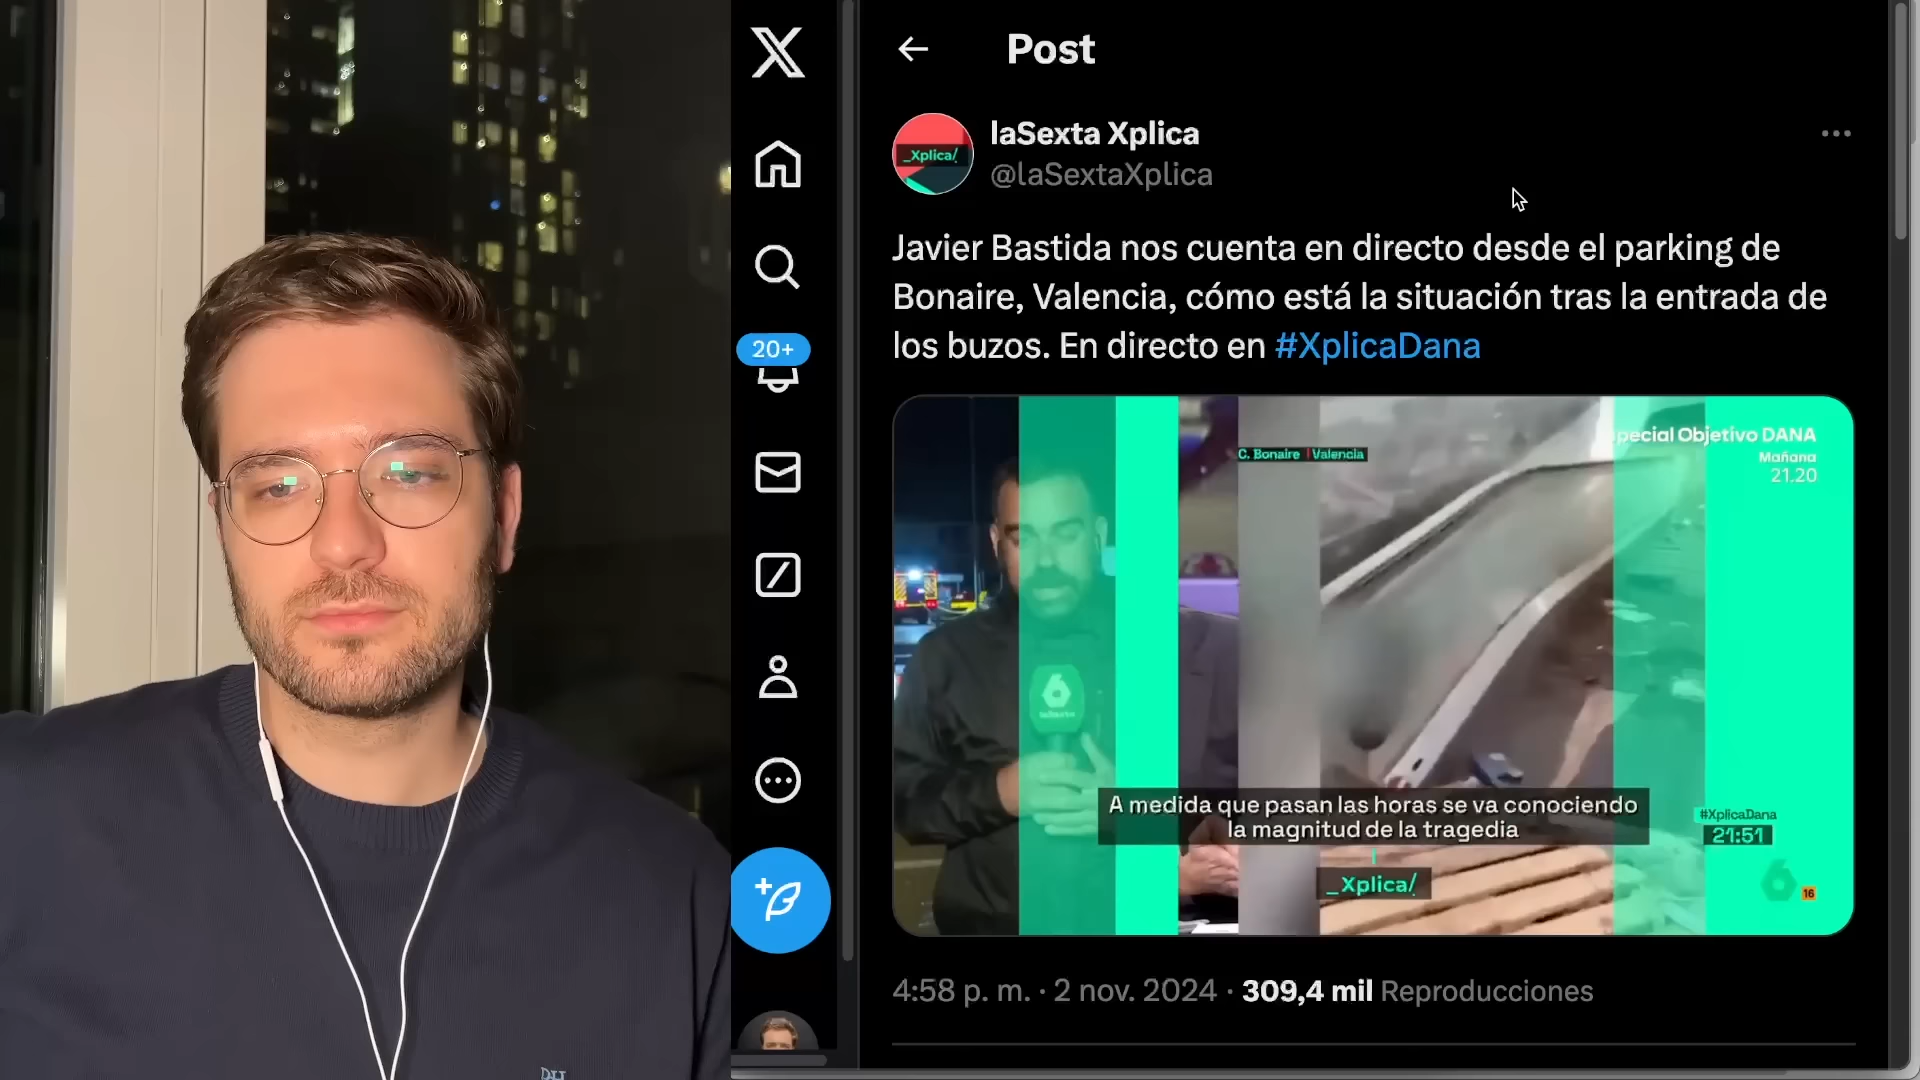 Post
_Xplica/
laSexta Xplica
@laSextaXplica
Javier Bastida nos cuenta en directo desde el parking de
Bonaire, Valencia, cómo está la situación tras la entrada de
los buzos. En directo en #XplicaDana
20+
C. Bonaire Valencia
pecial Objetivo DANA
Mañana
21.20
A medida que pasan las horas se va conociendo
la magnitud de la tragedia
#XplicaDana
21:51
_Xplica/
16
4:58 p. m. · 2 nov. 2024 · 309,4 mil Reproducciones